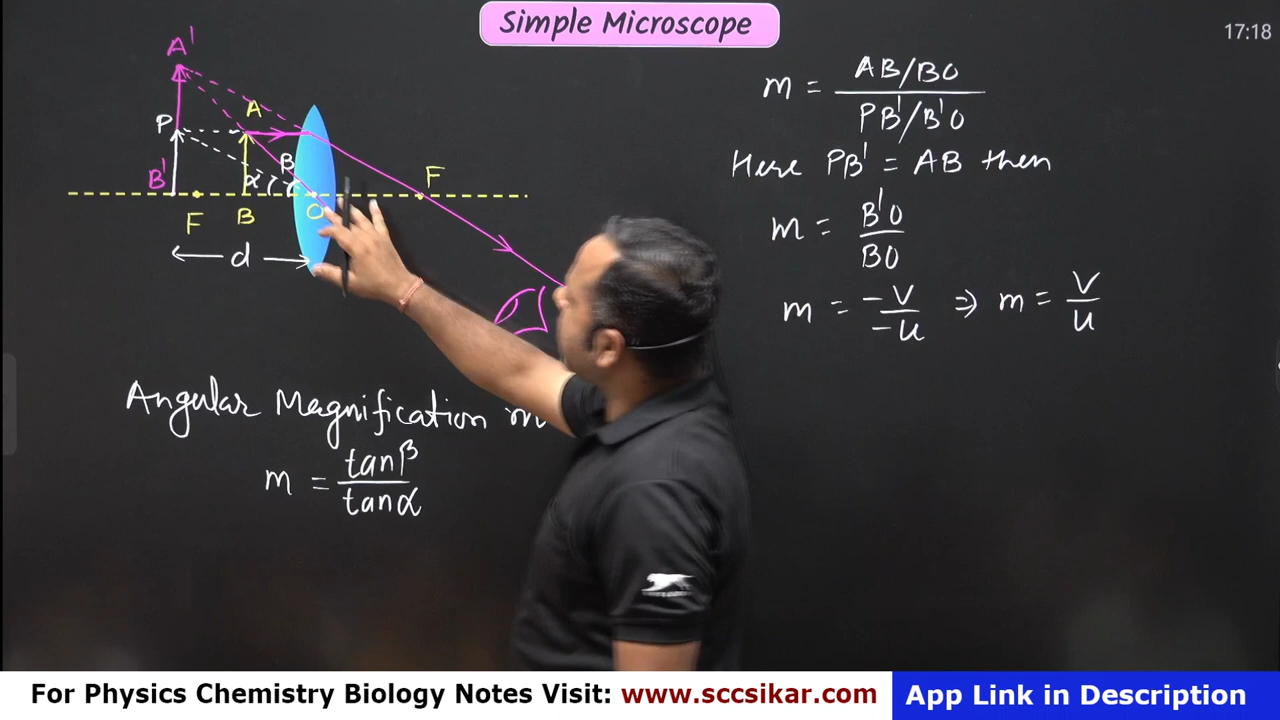 Simple Microscope
17:18
A'
P
A
β
α
B'
F
B
O
F
d
Angular Magnification m
m = tanβ/tanα
m = AB/BO / PB'/B'O
Here PB' = AB then
m = B'O/BO
m = -v/-u ⇒ m = v/u
For Physics Chemistry Biology Notes Visit: www.sccsikar.com
App Link in Description